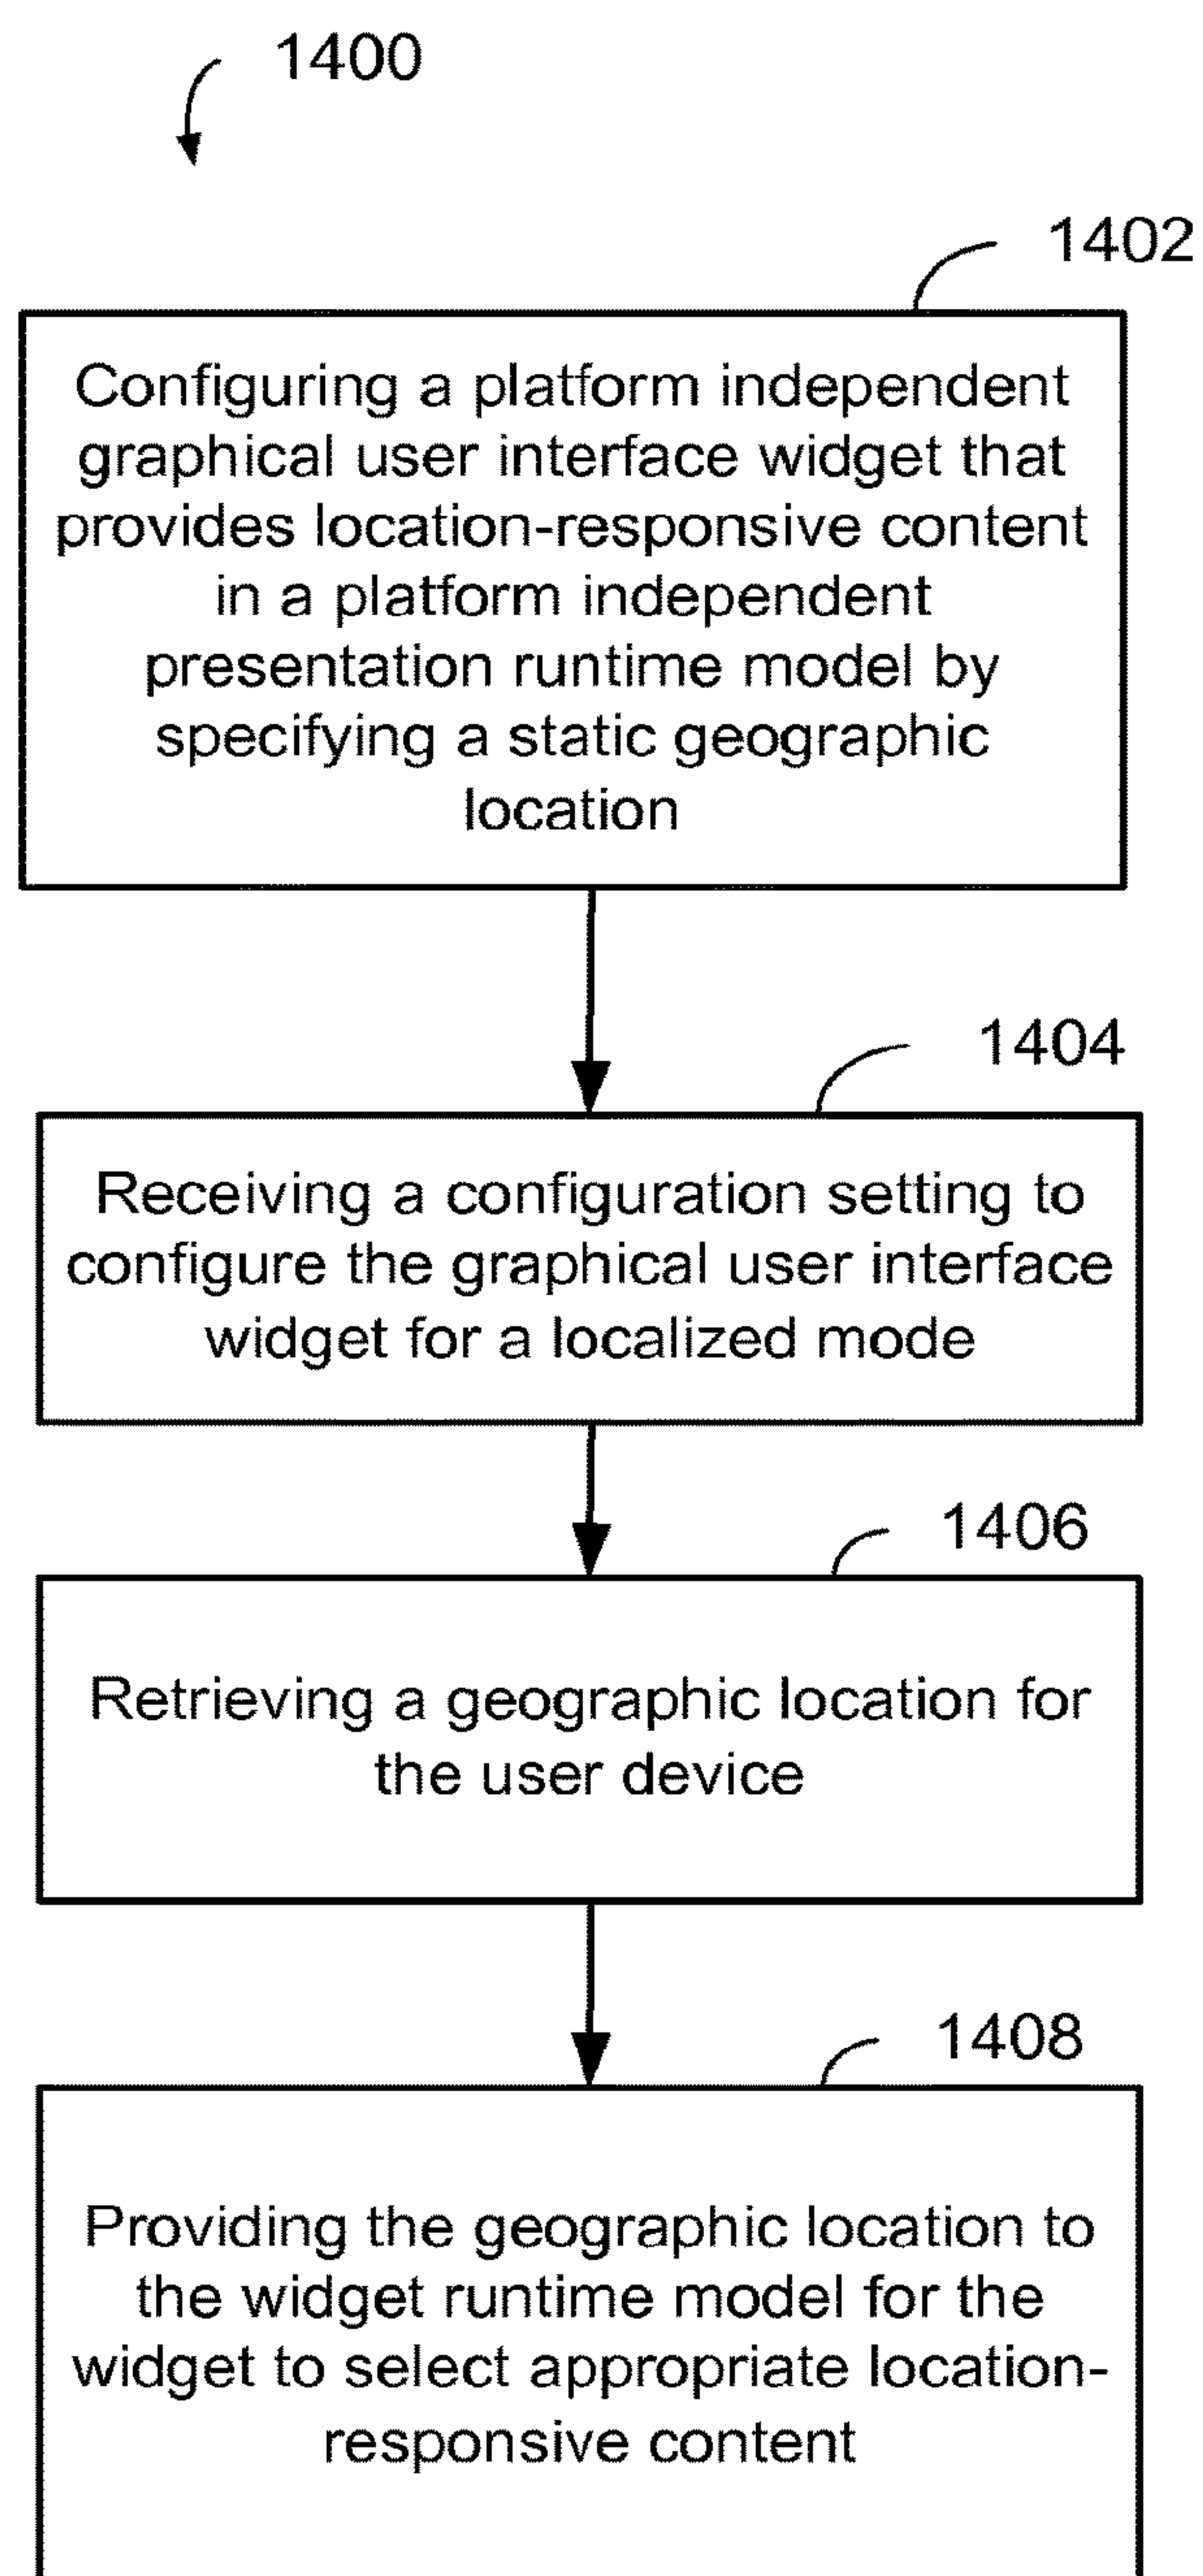 1400
1402
Configuring a platform independent
graphical user interface widget that
provides location-responsive content
in a platform independent
presentation runtime model by
specifying a static geographic
location
1404
Receiving a configuration setting to
configure the graphical user interface
widget for a localized mode
1406
Retrieving a geographic location for
the user device
1408
Providing the geographic location to
the widget runtime model for the
widget to select appropriate location-
responsive content